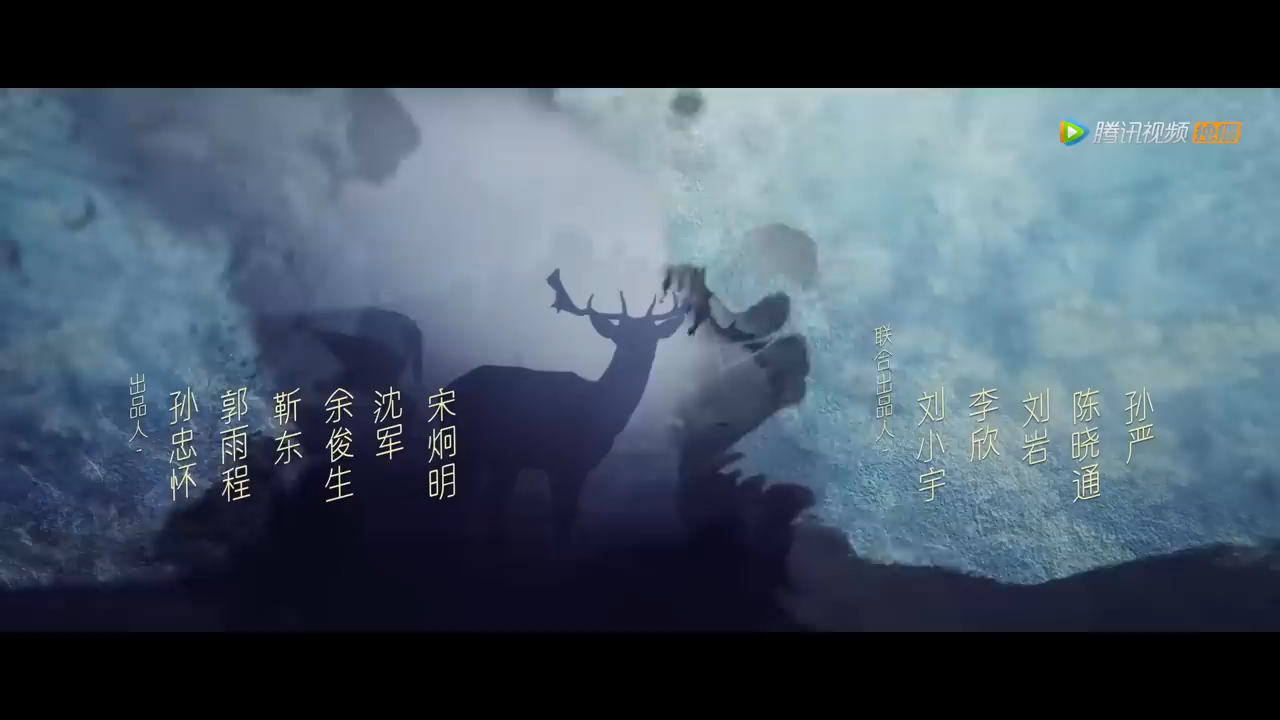 腾讯视频 独播
出品人
孙忠怀
郭雨程
靳东
余俊生
沈军
宋炯明
联合出品人
刘小宇
李欣
刘岩
陈晓通
孙严